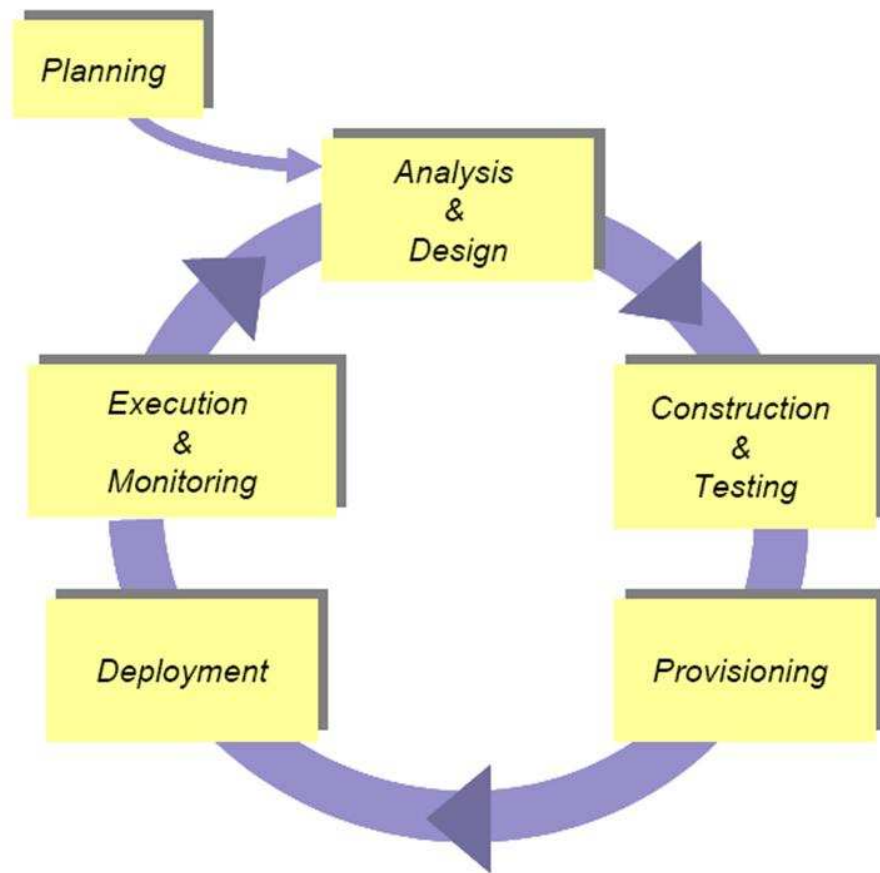 Planning
Analysis
&
Design
Execution
&
Monitoring
Construction
&
Testing
Deployment
Provisioning